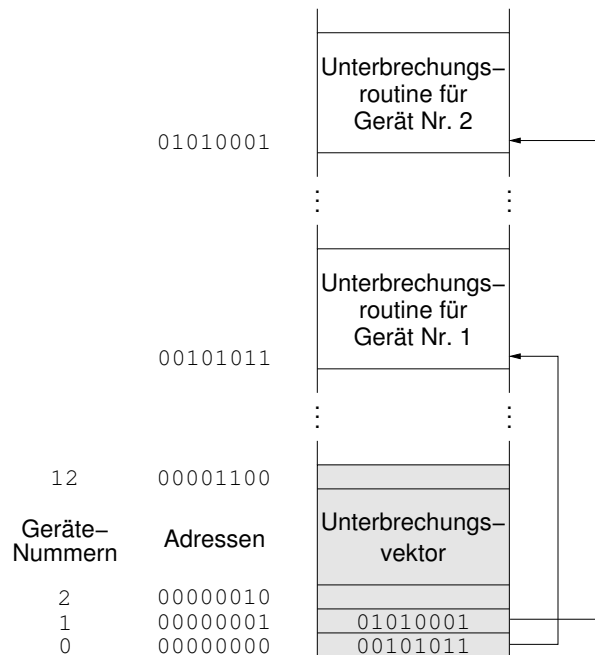 Unterbrechungs–
routine für
Gerät Nr. 2
01010001
Unterbrechungs–
routine für
Gerät Nr. 1
00101011
12 00001100
Geräte–
Nummern
Adressen
Unterbrechungs–
vektor
2 00000010
1 00000001 01010001
0 00000000 00101011